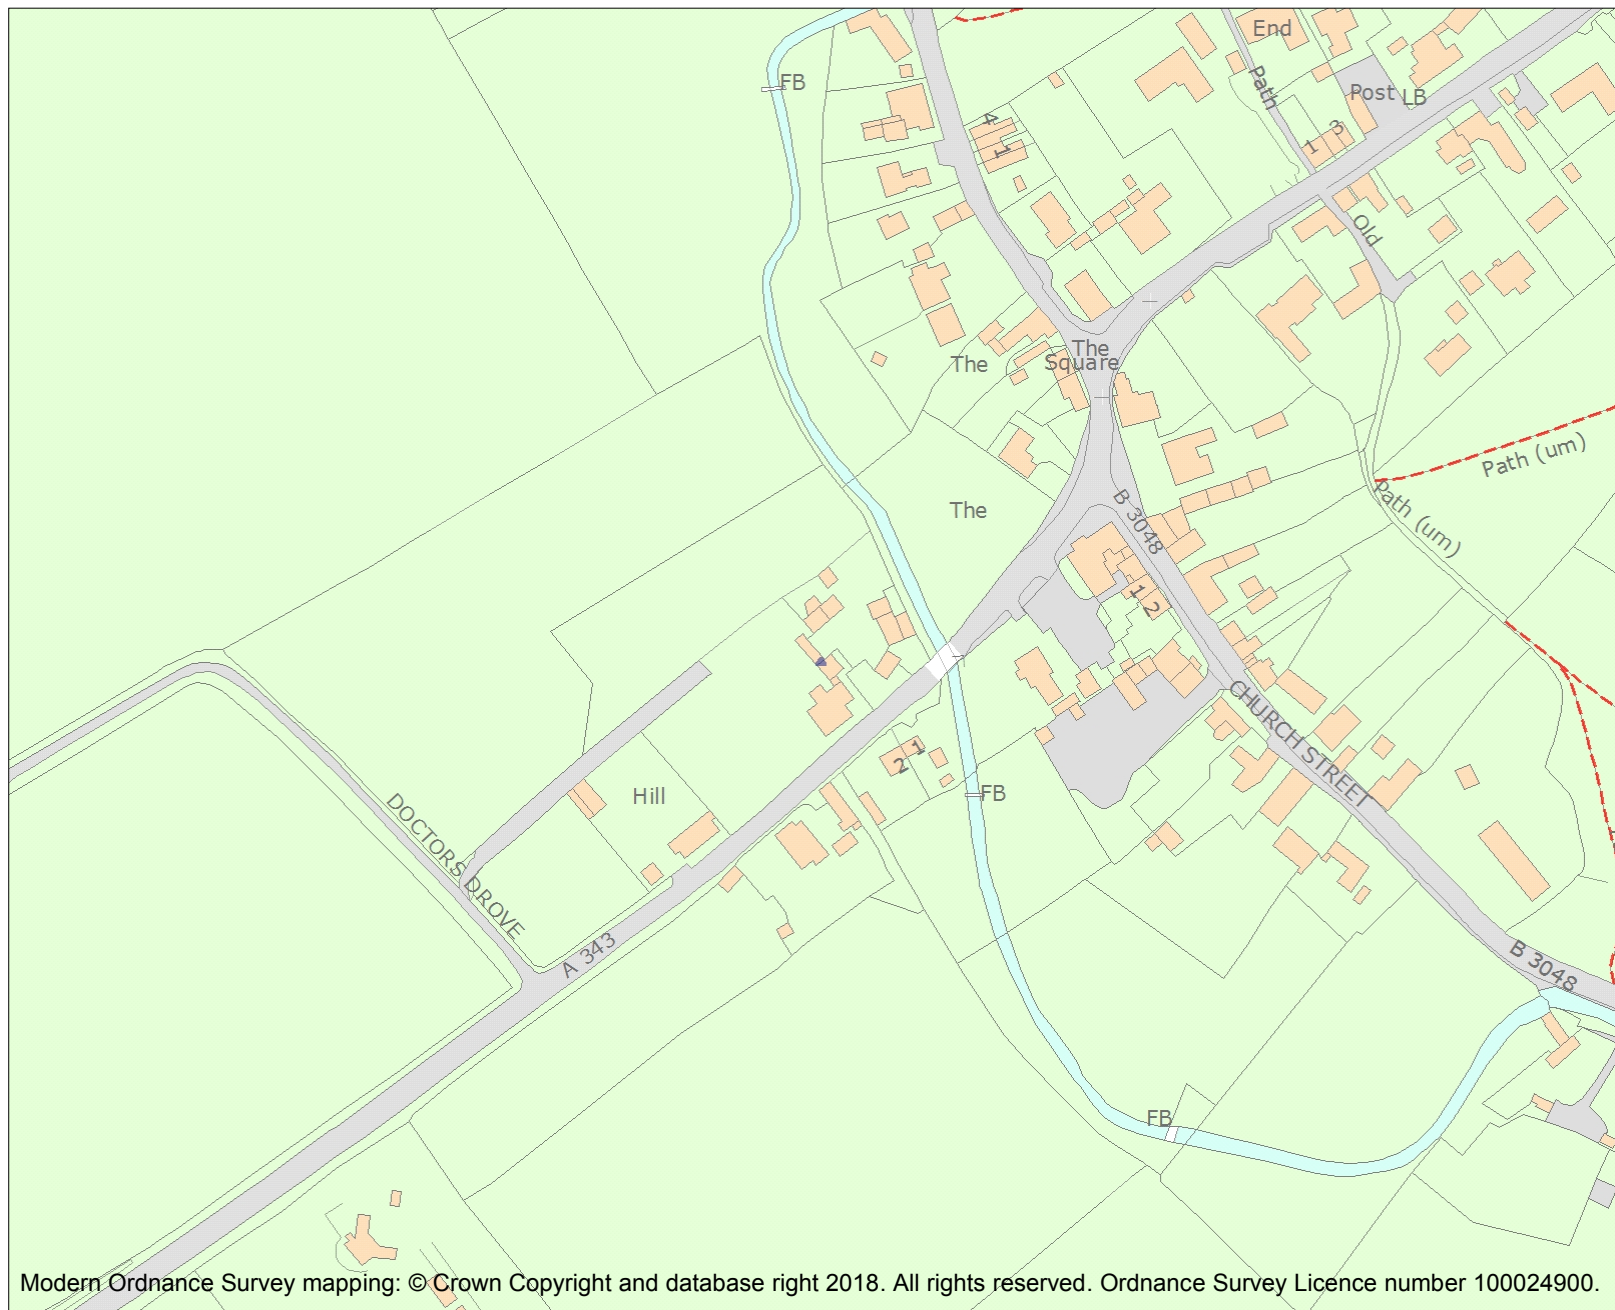 End
FB
Path
Post
LB
4
3
1
1
Old
The
Square
The
Path (um)
The
B 3048
Path (um)
1
2
CHURCH STREET
1
2
FB
Hill
DOCTORS DROVE
A 343
B 3048
FB
Modern Ordnance Survey mapping: © Crown Copyright and database right 2018. All rights reserved. Ordnance Survey Licence number 100024900.